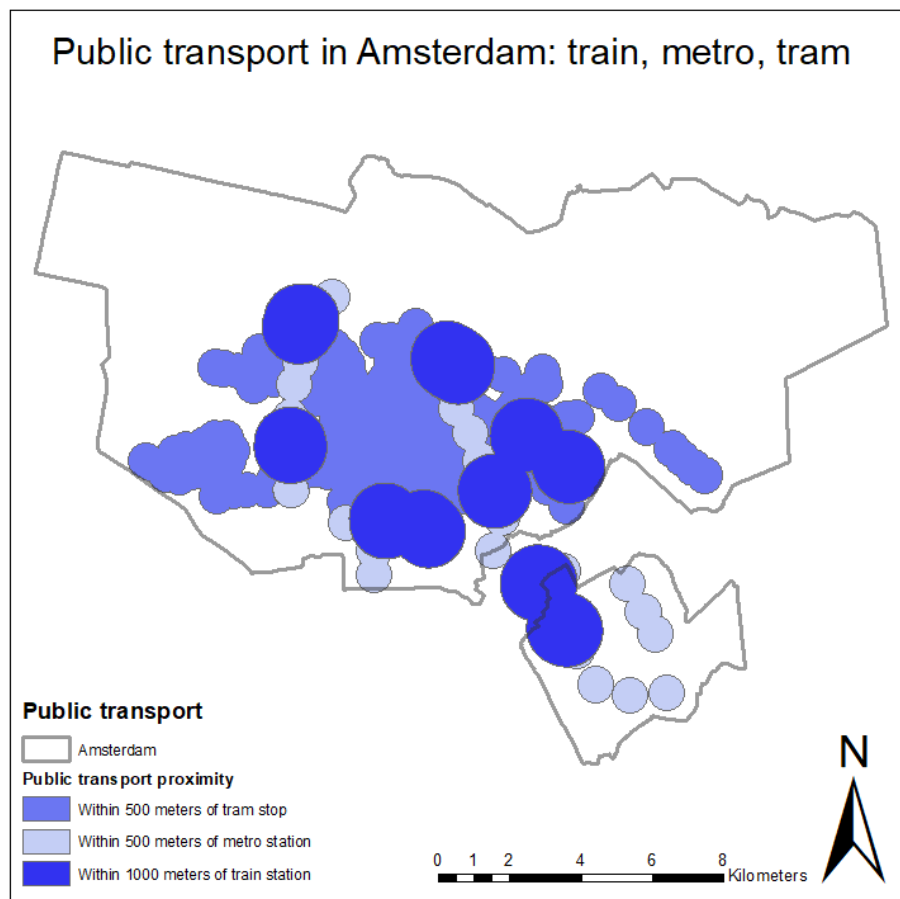 Public transport in Amsterdam: train, metro, tram
Public transport
Amsterdam
Public transport proximity
Within 500 meters of tram stop
Within 500 meters of metro station
Within 1000 meters of train station
N
0 1 2 4 6 8
Kilometers